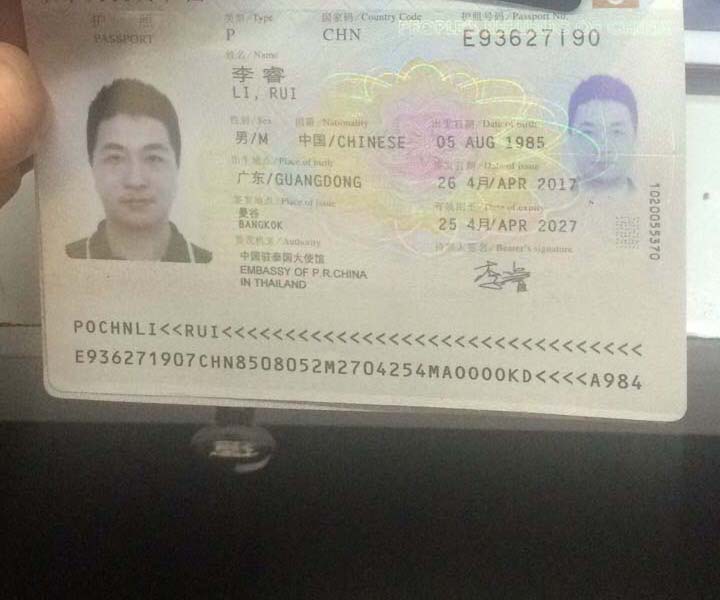 护 照
PASSPORT
类型/Type
P
国家码/Country Code
CHN
护照号码/Passport No.
E93627190
姓名/Name
李睿
LI, RUI
性别/Sex
男/M
国籍/Nationality
中国/CHINESE
出生日期/Date of birth
05 AUG 1985
出生地点/Place of birth
广东/GUANGDONG
签发日期/Date of issue
26 4月/APR 2017
签发地点/Place of issue
曼谷
BANGKOK
有效期至/Date of expiry
25 4月/APR 2027
签发机关/Authority
中国驻泰国大使馆
EMBASSY OF P.R.CHINA
IN THAILAND
持照人签名/Bearer's signature
李睿
1020055370
POCHNLI<<RUI<<<<<<<<<<<<<<<<<<<<<<<<<<<<<<<<
E936271907CHN8508052M2704254MA0000KD<<<<A984